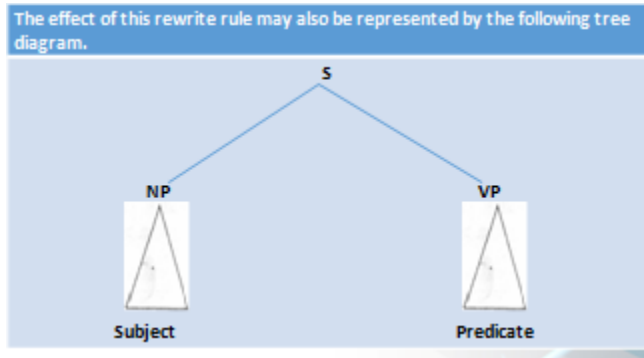 The effect of this rewrite rule may also be represented by the following tree
diagram.
S
NP VP
Subject Predicate